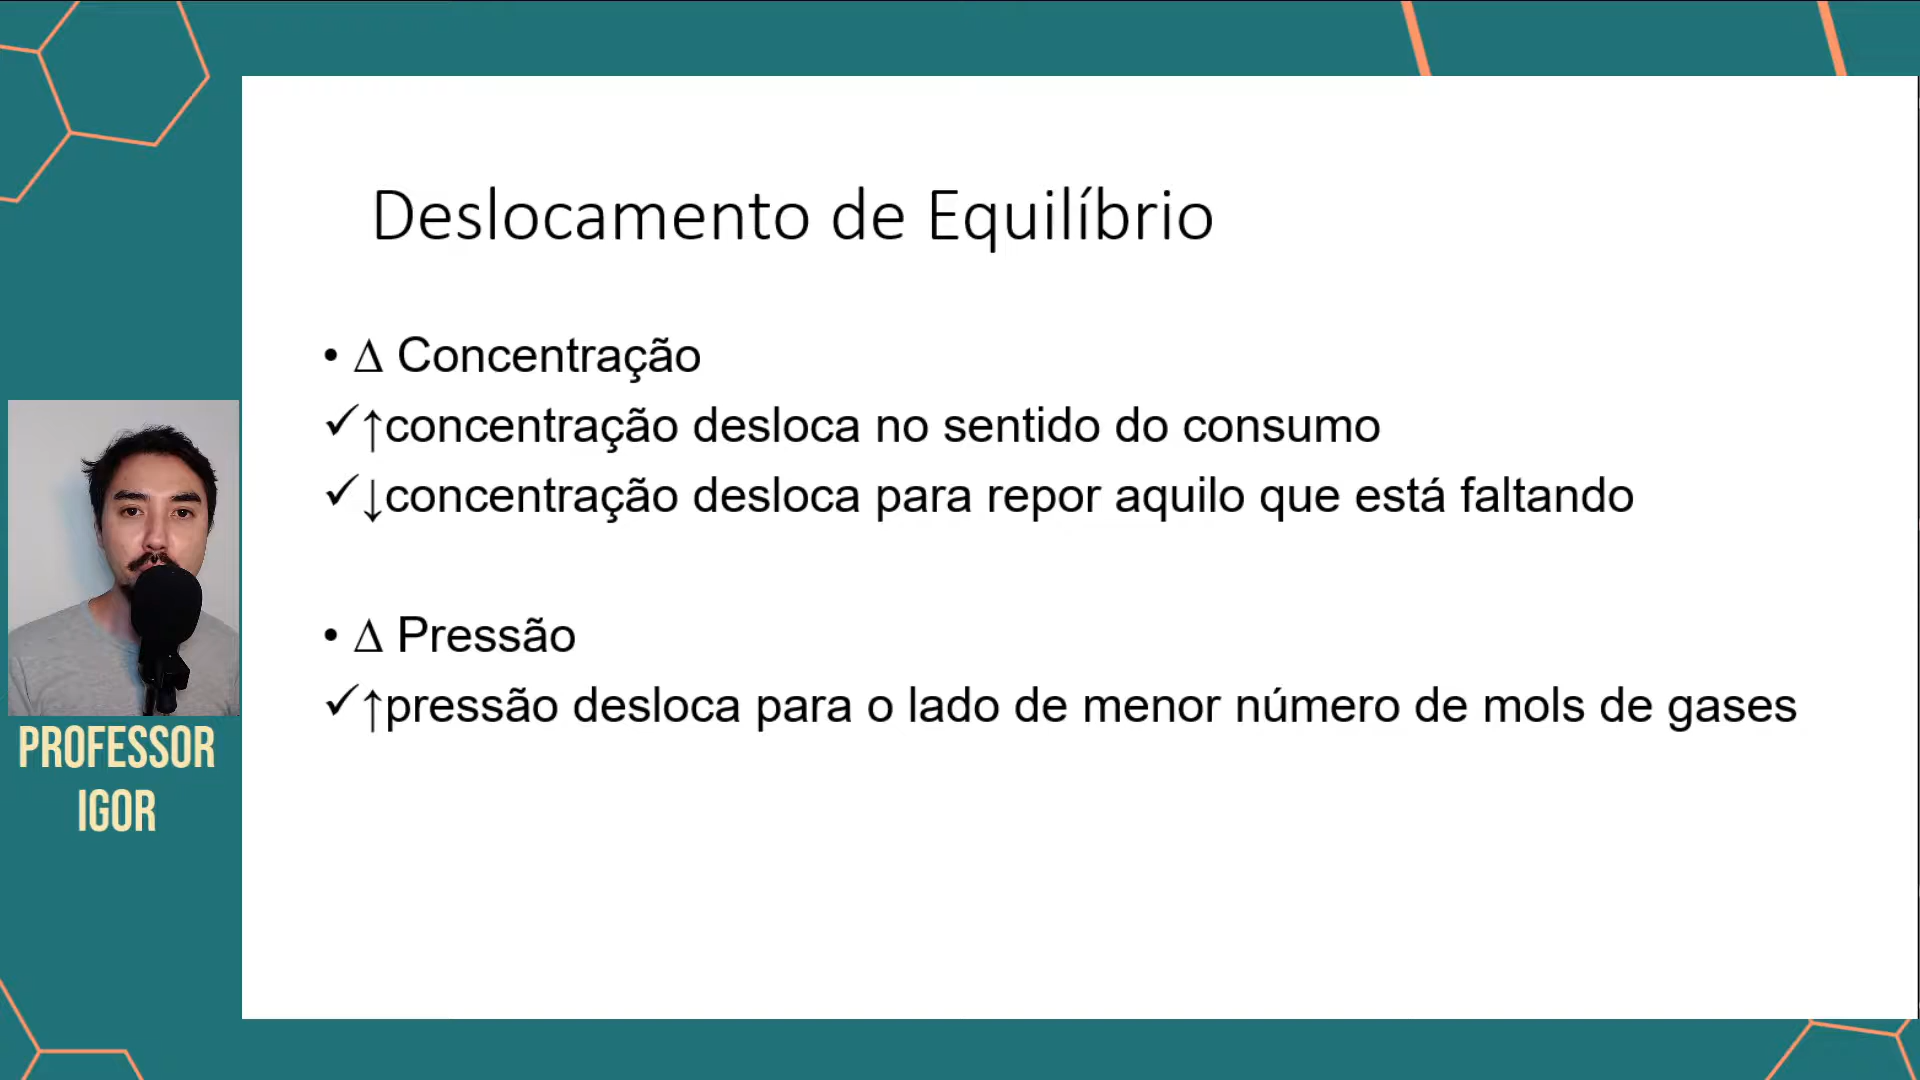 Deslocamento de Equilíbrio
• Δ Concentração
✓↑concentração desloca no sentido do consumo
✓↓concentração desloca para repor aquilo que está faltando
• Δ Pressão
✓↑pressão desloca para o lado de menor número de mols de gases
PROFESSOR
IGOR